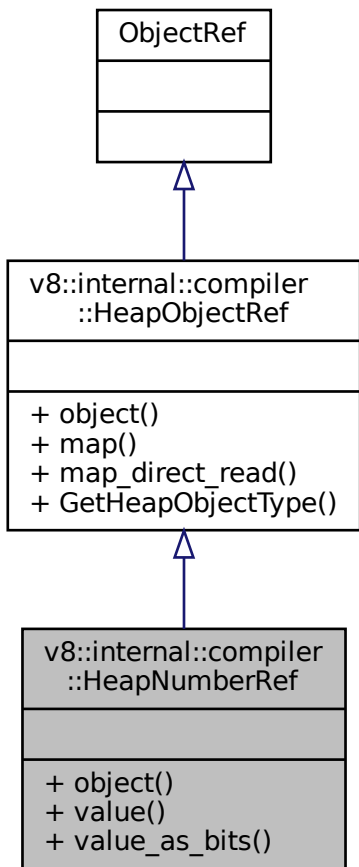 ObjectRef
v8::internal::compiler
::HeapObjectRef
+ object()
+ map()
+ map_direct_read()
+ GetHeapObjectType()
v8::internal::compiler
::HeapNumberRef
+ object()
+ value()
+ value_as_bits()